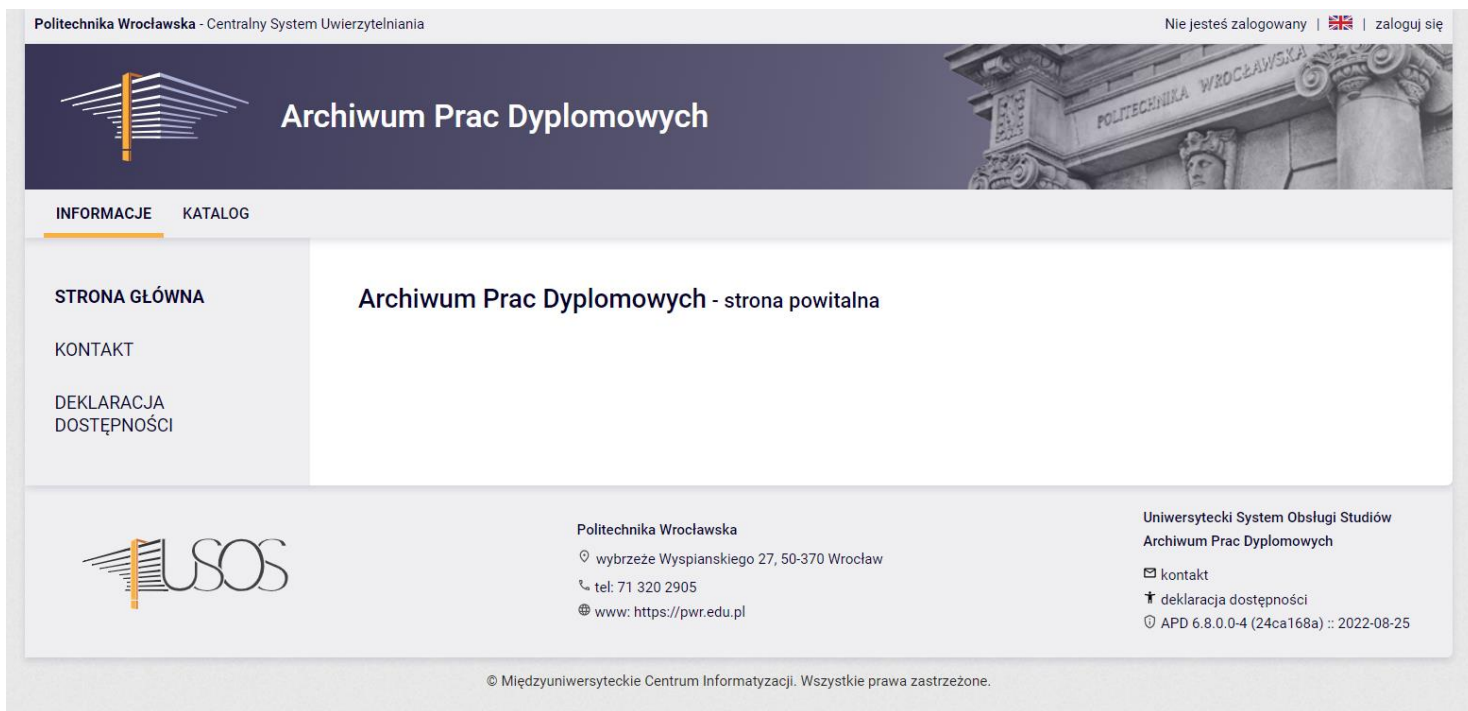 Politechnika Wrocławska - Centralny System Uwierzytelniania
Nie jesteś zalogowany | | zaloguj się
Archiwum Prac Dyplomowych
POLITECHNIKA WROCŁAWSKA
INFORMACJE KATALOG
STRONA GŁÓWNA
KONTAKT
DEKLARACJA
DOSTĘPNOŚCI
Archiwum Prac Dyplomowych - strona powitalna
USOS
Politechnika Wrocławska
wybrzeże Wyspianskiego 27, 50-370 Wrocław
tel: 71 320 2905
www: https://pwr.edu.pl
Uniwersytecki System Obsługi Studiów
Archiwum Prac Dyplomowych
kontakt
deklaracja dostępności
APD 6.8.0.0-4 (24ca168a) :: 2022-08-25
© Międzyuniwersyteckie Centrum Informatyzacji. Wszystkie prawa zastrzeżone.